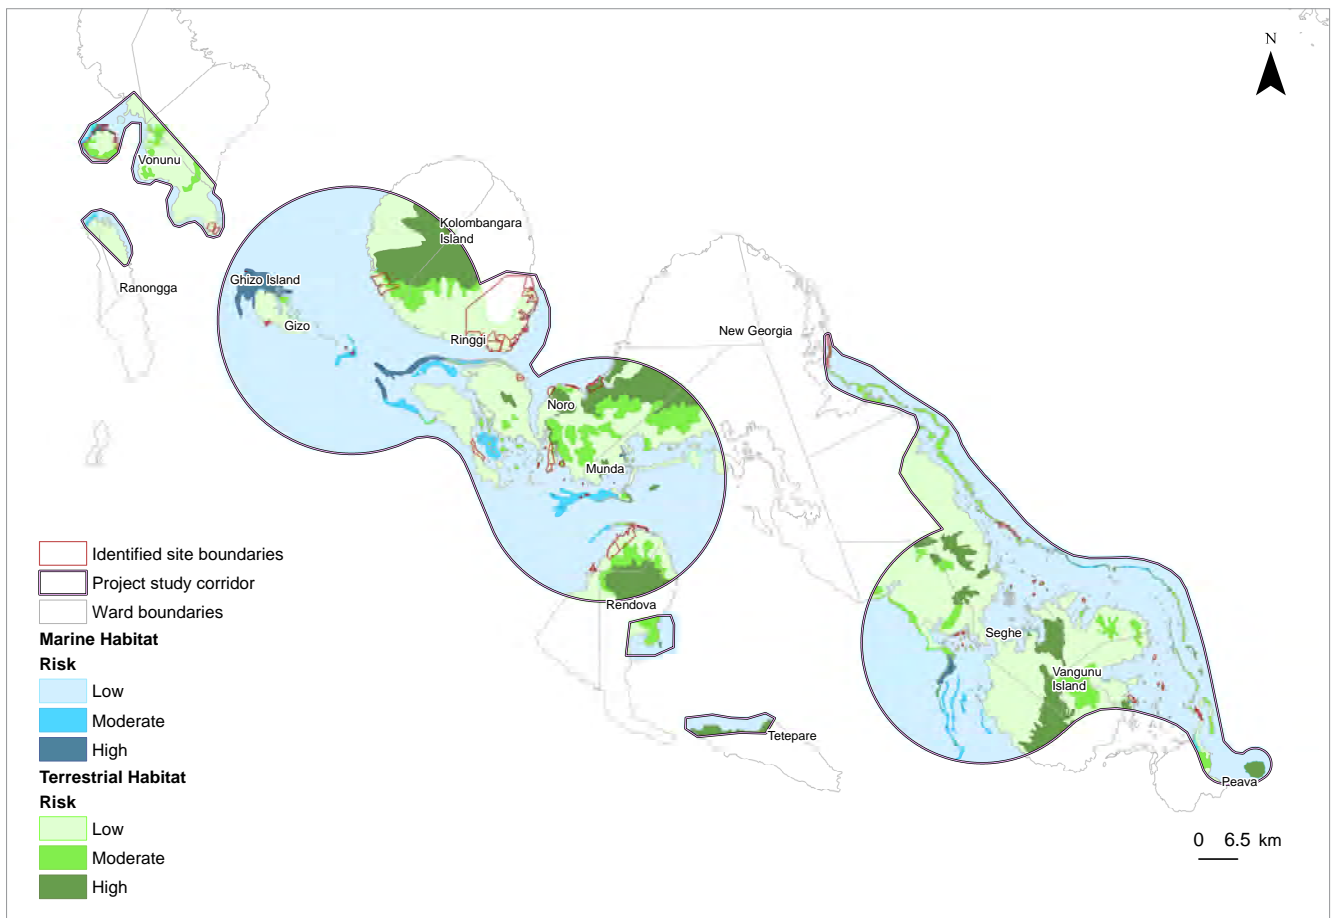 N
Vonunu
Kolombangara
Island
Ghizo Island
Ranongga
Gizo
New Georgia
Ringgi
Noro
Munda
Identified site boundaries
Project study corridor
Ward boundaries
Rendova
Marine Habitat
Seghe
Risk
Vangunu
Island
Low
Moderate
Tetepare
High
Terrestrial Habitat
Peava
Risk
Low
0 6.5 km
Moderate
High